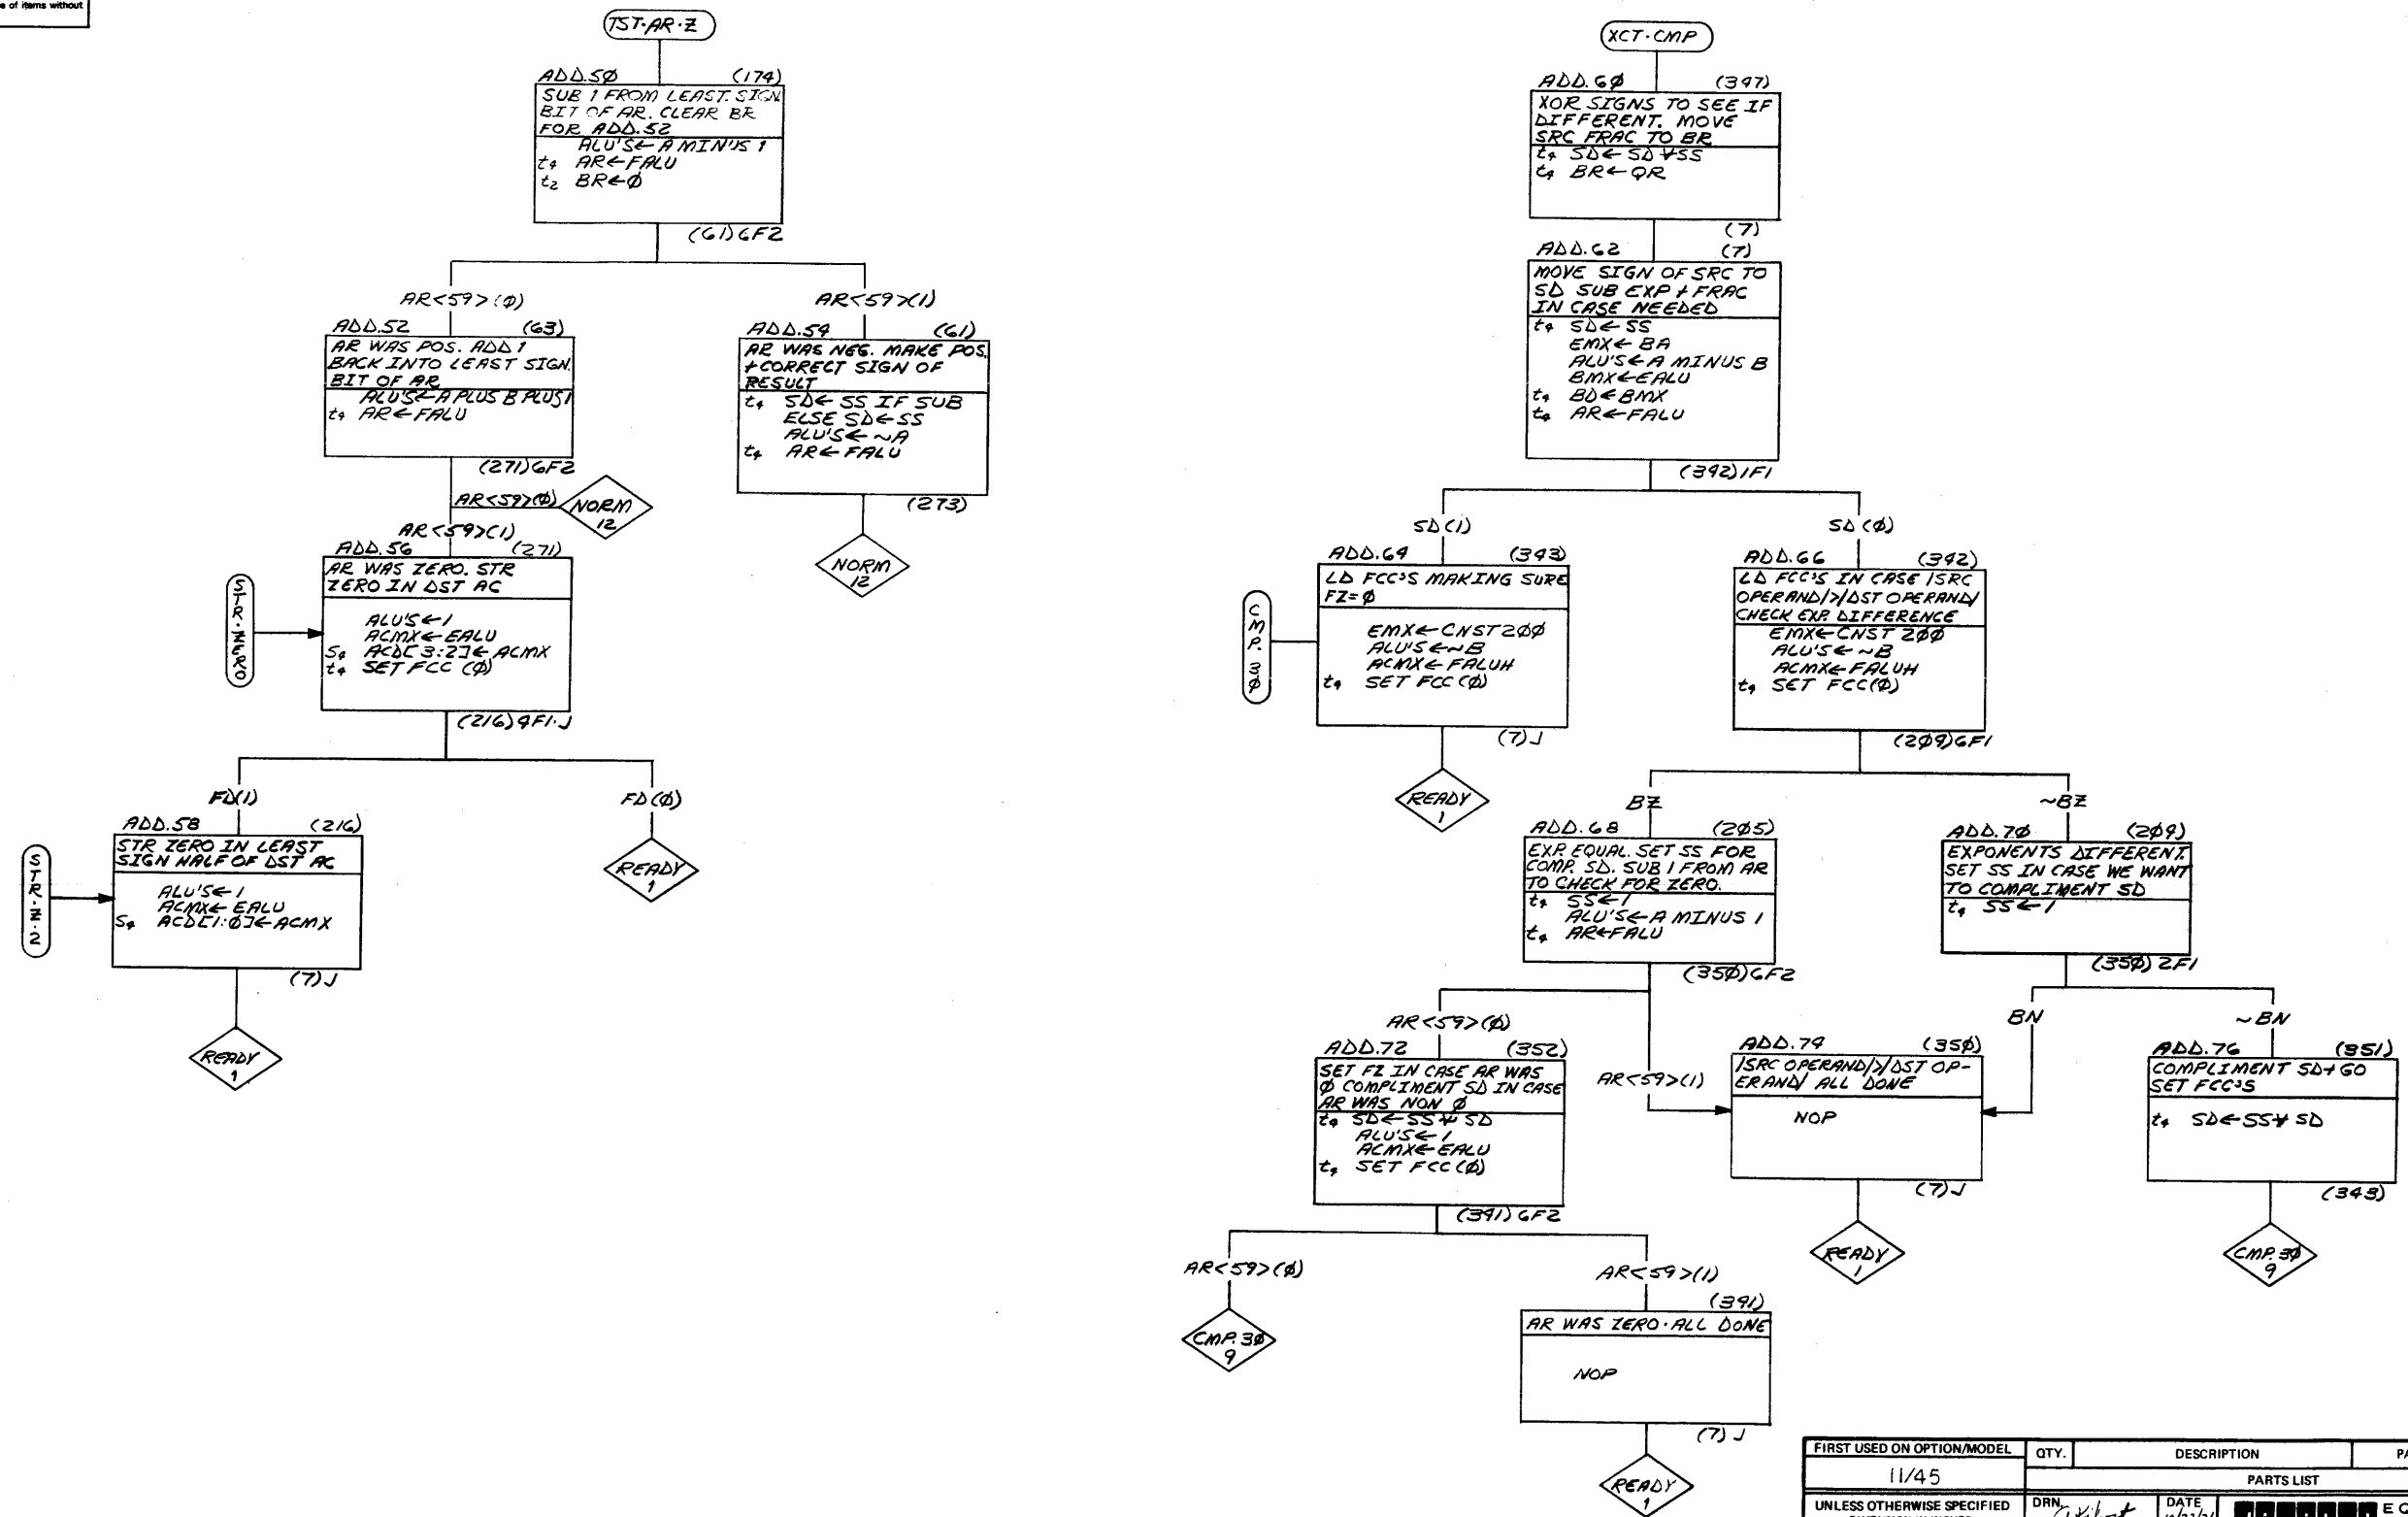 e of items without
TST·AR·Z
ADD.5Ø (174)
SUB 1 FROM LEAST. SIGN
BIT OF AR. CLEAR BR
FOR ADD.52
ALU'S←A MINUS 1
t4 AR←FALU
t2 BR←Ø
(61)6F2
AR<59>(Ø)
AR<59>(1)
ADD.52 (63)
AR WAS POS. ADD 1
BACK INTO LEAST SIGN.
BIT OF AR
ALU'S←A PLUS B PLUS 1
t4 AR←FALU
(271)6F2
ADD.54 (61)
AR WAS NEG. MAKE POS.
+CORRECT SIGN OF
RESULT
t4 SD←SS IF SUB
ELSE SD←SS
ALU'S←~A
t4 AR←FALU
(273)
NORM
12
AR<59>(Ø)
NORM
12
AR<59>(1)
ADD.56 (271)
AR WAS ZERO. STR
ZERO IN DST AC
ALU'S←1
ACMX←EALU
S4 ACD[3:2]←ACMX
t4 SET FCC (Ø)
(216)4F1·J
STR·ZERO
FD(1)
FD(Ø)
READY
1
ADD.58 (216)
STR ZERO IN LEAST
SIGN HALF OF DST AC
ALU'S←1
ACMX←EALU
S4 ACD[1:Ø]←ACMX
(7)J
STR·Z·2
READY
1
XCT·CMP
ADD.6Ø (347)
XOR SIGNS TO SEE IF
DIFFERENT. MOVE
SRC FRAC TO BR
t4 SD←SD⊻SS
t4 BR←QR
(7)
ADD.62 (7)
MOVE SIGN OF SRC TO
SD SUB EXP + FRAC
IN CASE NEEDED
t4 SD←SS
EMX←BA
ALU'S←A MINUS B
BMX←EALU
t4 BD←BMX
t4 AR←FALU
(342)1F1
SD(1)
SD(Ø)
ADD.64 (343)
LD FCC'S MAKING SURE
FZ=Ø
EMX←CNST2ØØ
ALU'S←~B
ACMX←FALUH
t4 SET FCC(Ø)
(7)J
CMP.3Ø
READY
1
ADD.66 (342)
LD FCC'S IN CASE /SRC
OPERAND/>/DST OPERAND/
CHECK EXP. DIFFERENCE
EMX←CNST 2ØØ
ALU'S←~B
ACMX←FALUH
t4 SET FCC(Ø)
(2Ø4)6F1
BZ
~BZ
ADD.68 (2Ø5)
EXP. EQUAL. SET SS FOR
COMP. SD. SUB 1 FROM AR
TO CHECK FOR ZERO.
t4 SS←1
ALU'S←A MINUS 1
t4 AR←FALU
(35Ø)6F2
ADD.7Ø (2Ø4)
EXPONENTS DIFFERENT.
SET SS IN CASE WE WANT
TO COMPLIMENT SD
t4 SS←1
(35Ø)2F1
AR<59>(Ø)
AR<59>(1)
BN
~BN
ADD.72 (352)
SET FZ IN CASE AR WAS
Ø COMPLIMENT SD IN CASE
AR WAS NON Ø
t4 SD←SS⊻SD
ALU'S←1
ACMX←EALU
t4 SET FCC(Ø)
(341)6F2
ADD.74 (35Ø)
/SRC OPERAND/>/DST OP-
ERAND/ ALL DONE
NOP
(7)J
READY
1
ADD.76 (351)
COMPLIMENT SD+GO
SET FCC'S
t4 SD←SS⊻SD
(343)
CMP.3Ø
9
AR<59>(Ø)
CMP.3Ø
9
AR<59>(1)
(341)
AR WAS ZERO·ALL DONE
NOP
(7)J
READY
1
FIRST USED ON OPTION/MODEL
11/45
QTY. DESCRIPTION PA
PARTS LIST
UNLESS OTHERWISE SPECIFIED
DRN. DATE
E Q